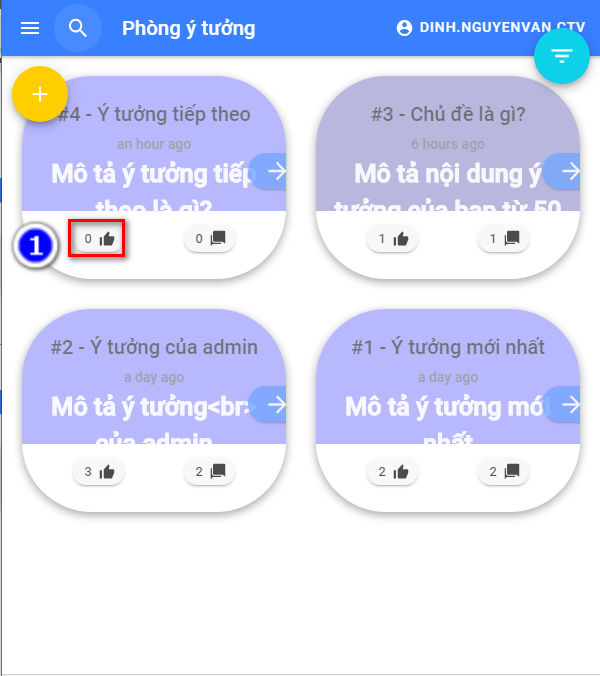 Phòng ý tưởng
DINH.NGUYENVAN.CTV
#4 - Ý tưởng tiếp theo
an hour ago
Mô tả ý tưởng tiếp
theo là gì?
0
0
1
#3 - Chủ đề là gì?
6 hours ago
Mô tả nội dung ý
tưởng của bạn từ 50
1
1
#2 - Ý tưởng của admin
a day ago
Mô tả ý tưởng<br>
của admin
3
2
#1 - Ý tưởng mới nhất
a day ago
Mô tả ý tưởng mới
nhất
2
2